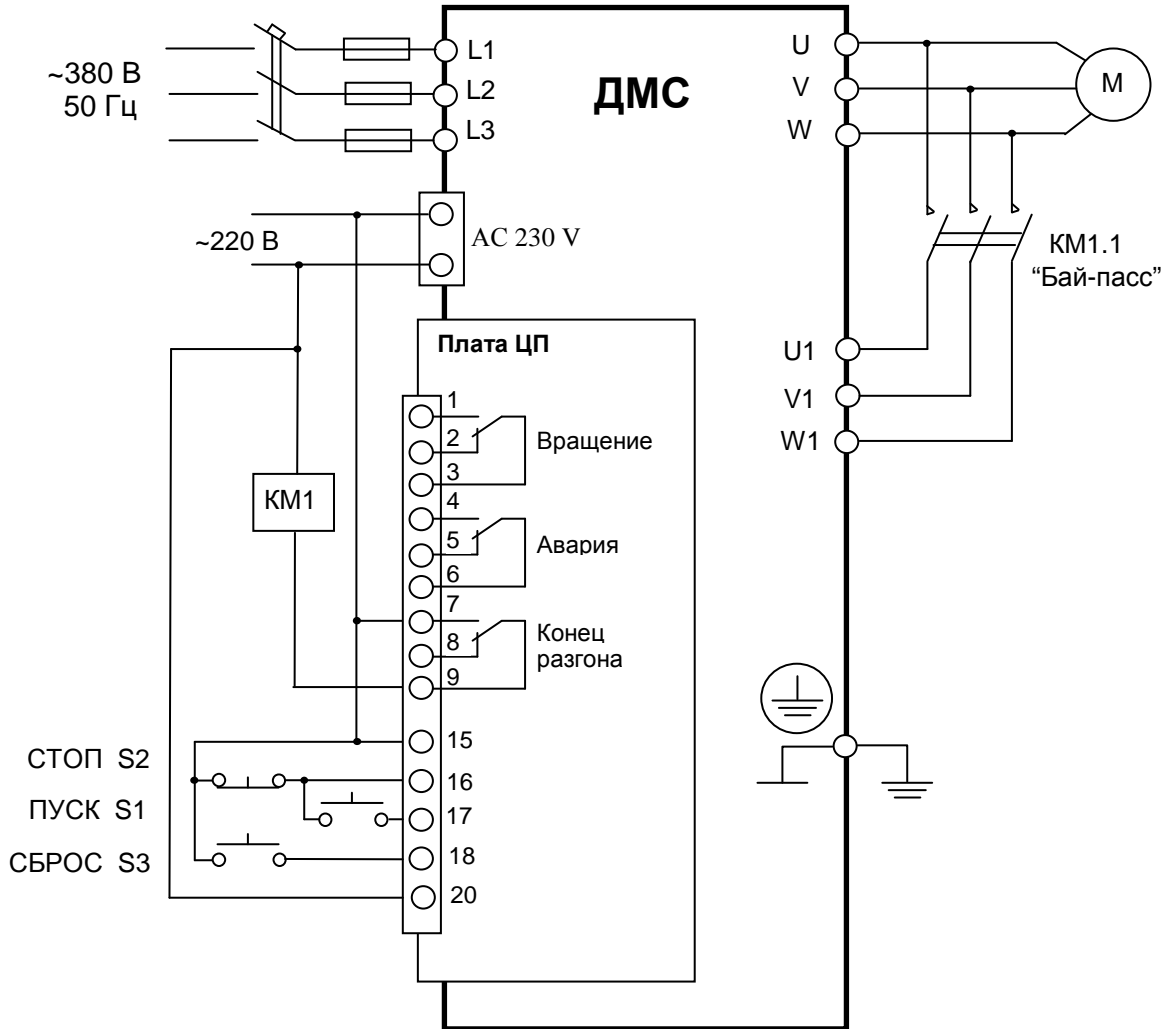 ~380 В
50 Гц
L1
L2
L3
ДМС
U
V
W
М
~220 В
AC 230 V
КМ1.1
“Бай-пасс”
U1
V1
W1
Плата ЦП
КМ1
1
2
3
Вращение
4
5
6
Авария
7
8
9
Конец
разгона
15
СТОП S2
16
ПУСК S1
17
СБРОС S3
18
20